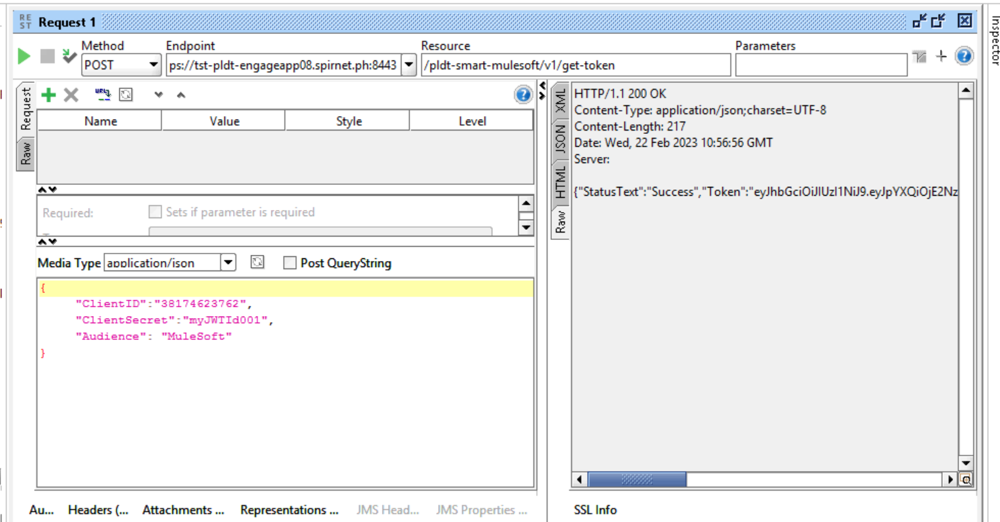 REST Request 1
Method Endpoint Resource Parameters
POST ps://tst-pldt-engageapp08.spirnet.ph:8443 /pldt-smart-mulesoft/v1/get-token
Inspector
Request
Raw
Name Value Style Level
Required: Sets if parameter is required
Media Type application/json Post QueryString
{
"ClientID":"38174623762",
"ClientSecret":"myJWTId001",
"Audience": "MuleSoft"
}
Au... Headers (... Attachments ... Representations ... JMS Head... JMS Properties ...
XML
JSON
HTML
Raw
HTTP/1.1 200 OK
Content-Type: application/json;charset=UTF-8
Content-Length: 217
Date: Wed, 22 Feb 2023 10:56:56 GMT
Server:
{"StatusText":"Success","Token":"eyJhbGciOiJIUzI1NiJ9.eyJpYXQiOjE2Nz
SSL Info